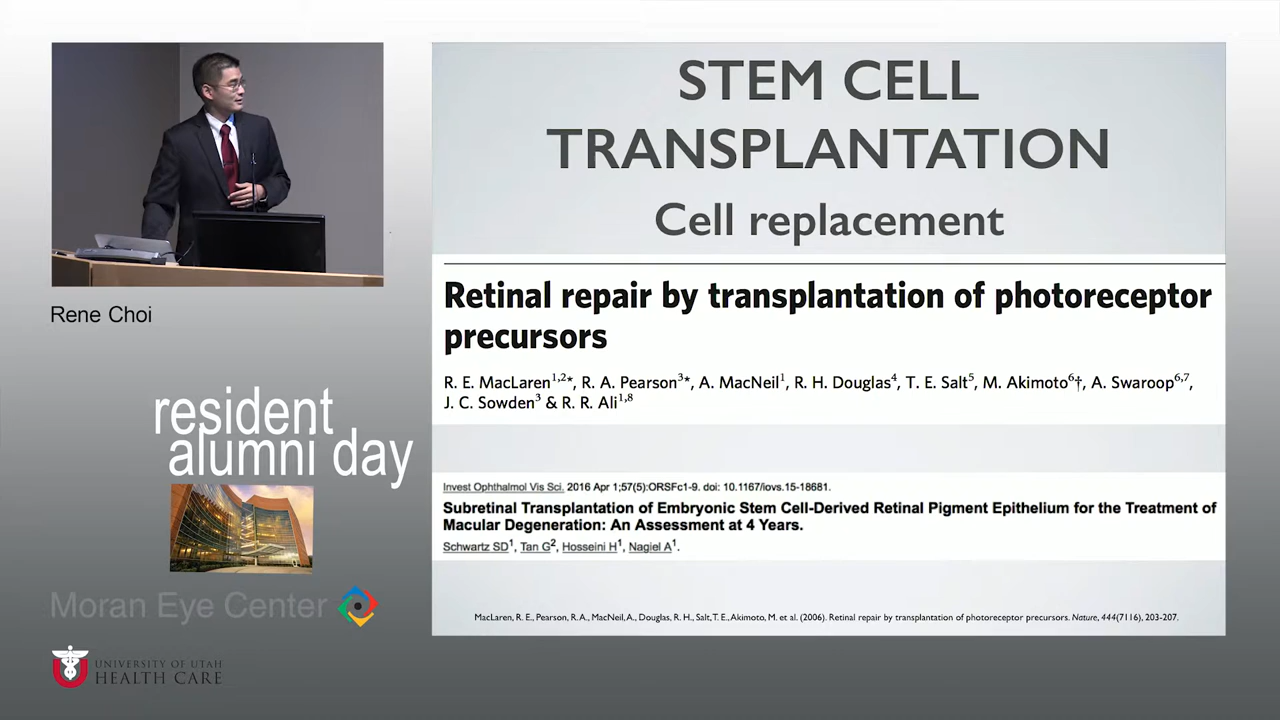 Rene Choi
resident
alumni day
Moran Eye Center
UNIVERSITY OF UTAH
HEALTH CARE
STEM CELL
TRANSPLANTATION
Cell replacement
Retinal repair by transplantation of photoreceptor
precursors
R. E. MacLaren1,2*, R. A. Pearson3*, A. MacNeil1, R. H. Douglas4, T. E. Salt5, M. Akimoto6†, A. Swaroop6,7,
J. C. Sowden3 & R. R. Ali1,8
Invest Ophthalmol Vis Sci. 2016 Apr 1;57(5):ORSFc1-9. doi: 10.1167/iovs.15-18681.
Subretinal Transplantation of Embryonic Stem Cell-Derived Retinal Pigment Epithelium for the Treatment of
Macular Degeneration: An Assessment at 4 Years.
Schwartz SD1, Tan G2, Hosseini H1, Nagiel A1.
MacLaren, R. E., Pearson, R. A., MacNeil, A., Douglas, R. H., Salt, T. E., Akimoto, M. et al. (2006). Retinal repair by transplantation of photoreceptor precursors. Nature, 444(7116), 203-207.